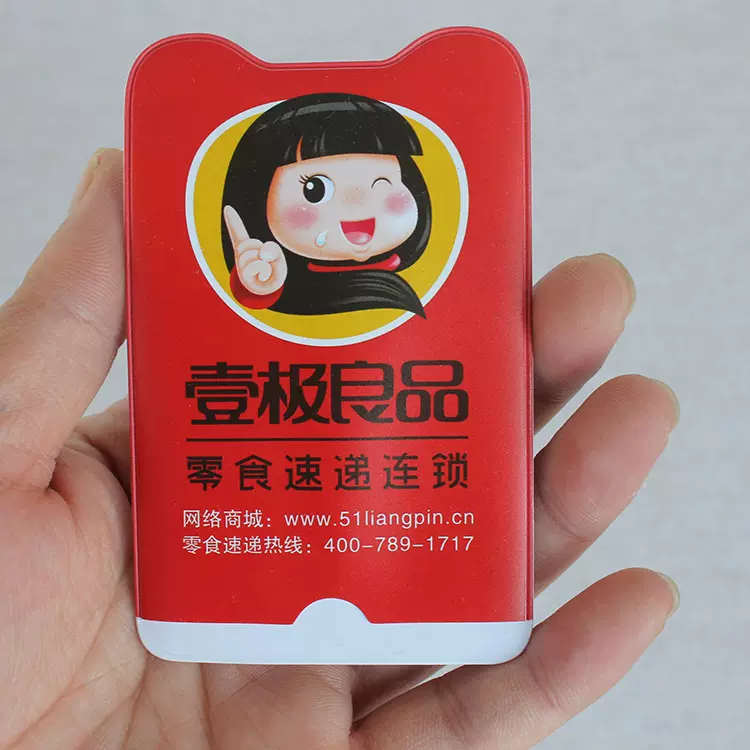 壹极良品
零食速递连锁
网络商城：www.51liangpin.cn
零食速递热线：400-789-1717